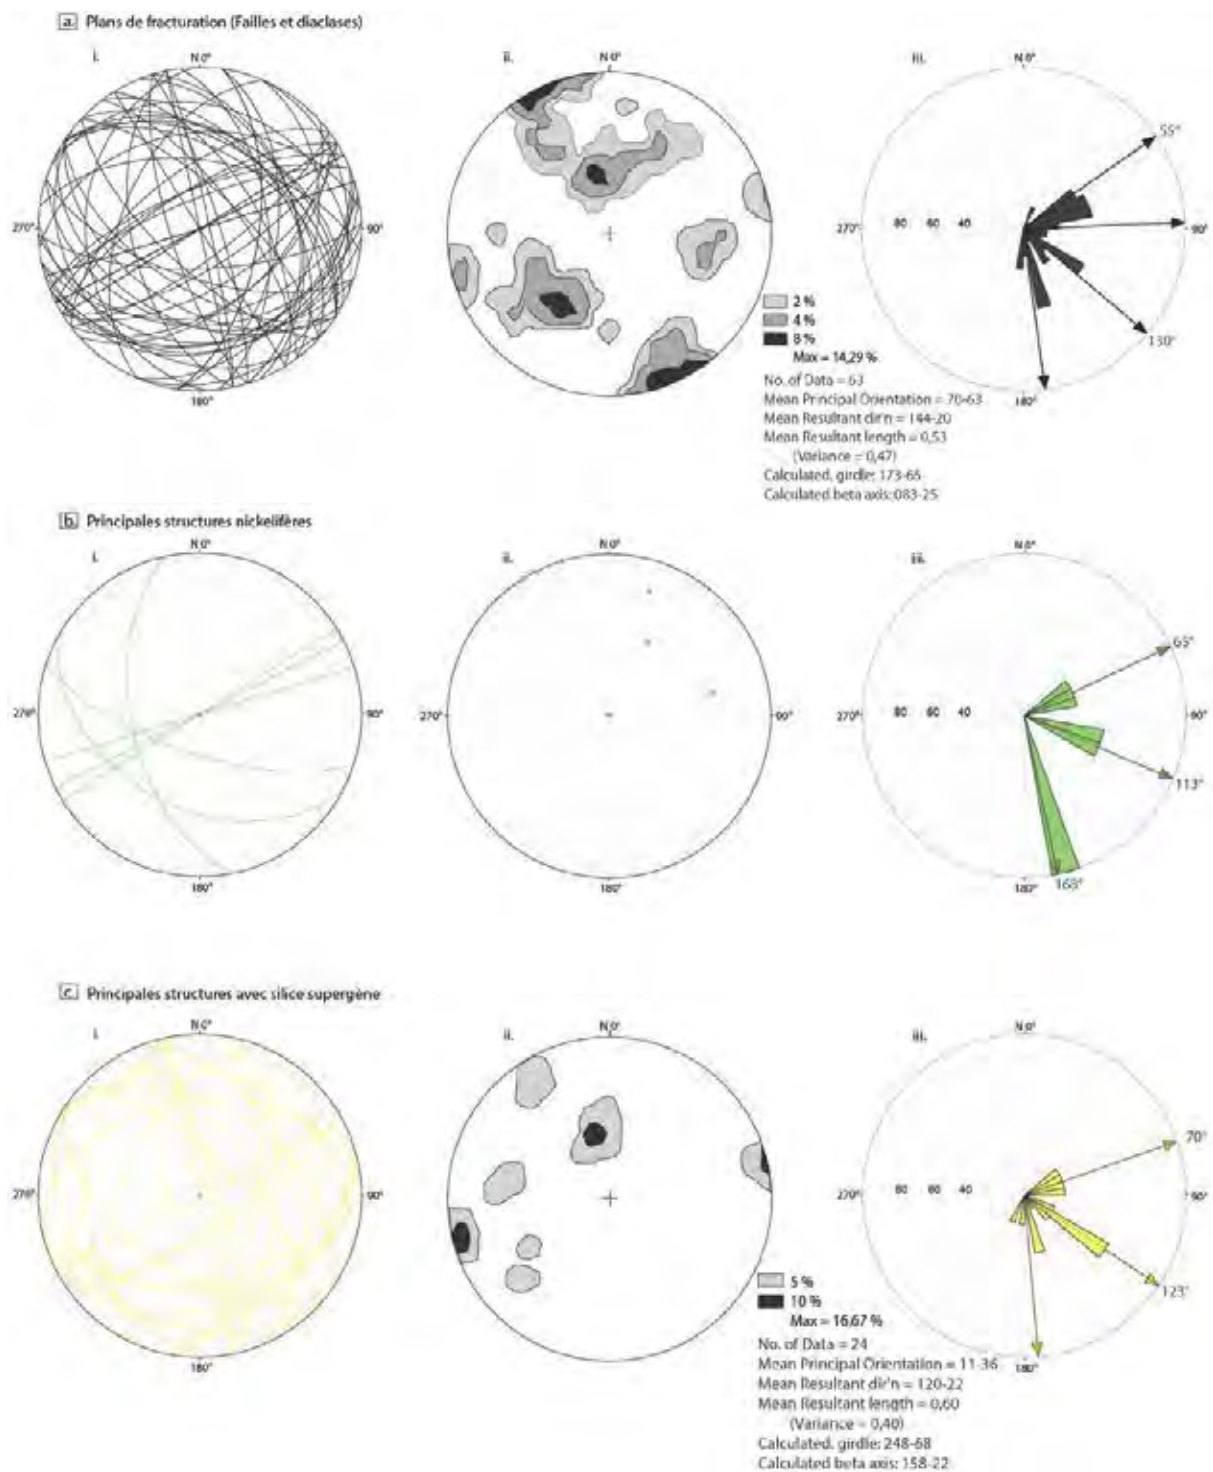 a. Plans de fracturation (Failles et diaclases)
i.
N 0°
270°
90°
180°
ii.
N 0°
2 %
4 %
8 %
Max = 14,29 %
No. of Data = 63
Mean Principal Orientation = 70-63
Mean Resultant dir'n = 144-20
Mean Resultant length = 0,53
(Variance = 0,47)
Calculated. girdle: 173-65
Calculated beta axis: 083-25
iii.
N 0°
55°
270°
80 60 40
90°
130°
180°
b. Principales structures nickelifères
i.
N 0°
270°
90°
180°
ii.
N 0°
270°
90°
180°
iii.
N 0°
65°
270°
80 60 40
90°
113°
168°
180°
c. Principales structures avec silice supergène
i.
N 0°
270°
90°
180°
ii.
N 0°
5 %
10 %
Max = 16,67 %
No. of Data = 24
Mean Principal Orientation = 11-36
Mean Resultant dir'n = 120-22
Mean Resultant length = 0,60
(Variance = 0,40)
Calculated. girdle: 248-68
Calculated beta axis: 158-22
iii.
N 0°
70°
270°
80 60 40
90°
123°
180°